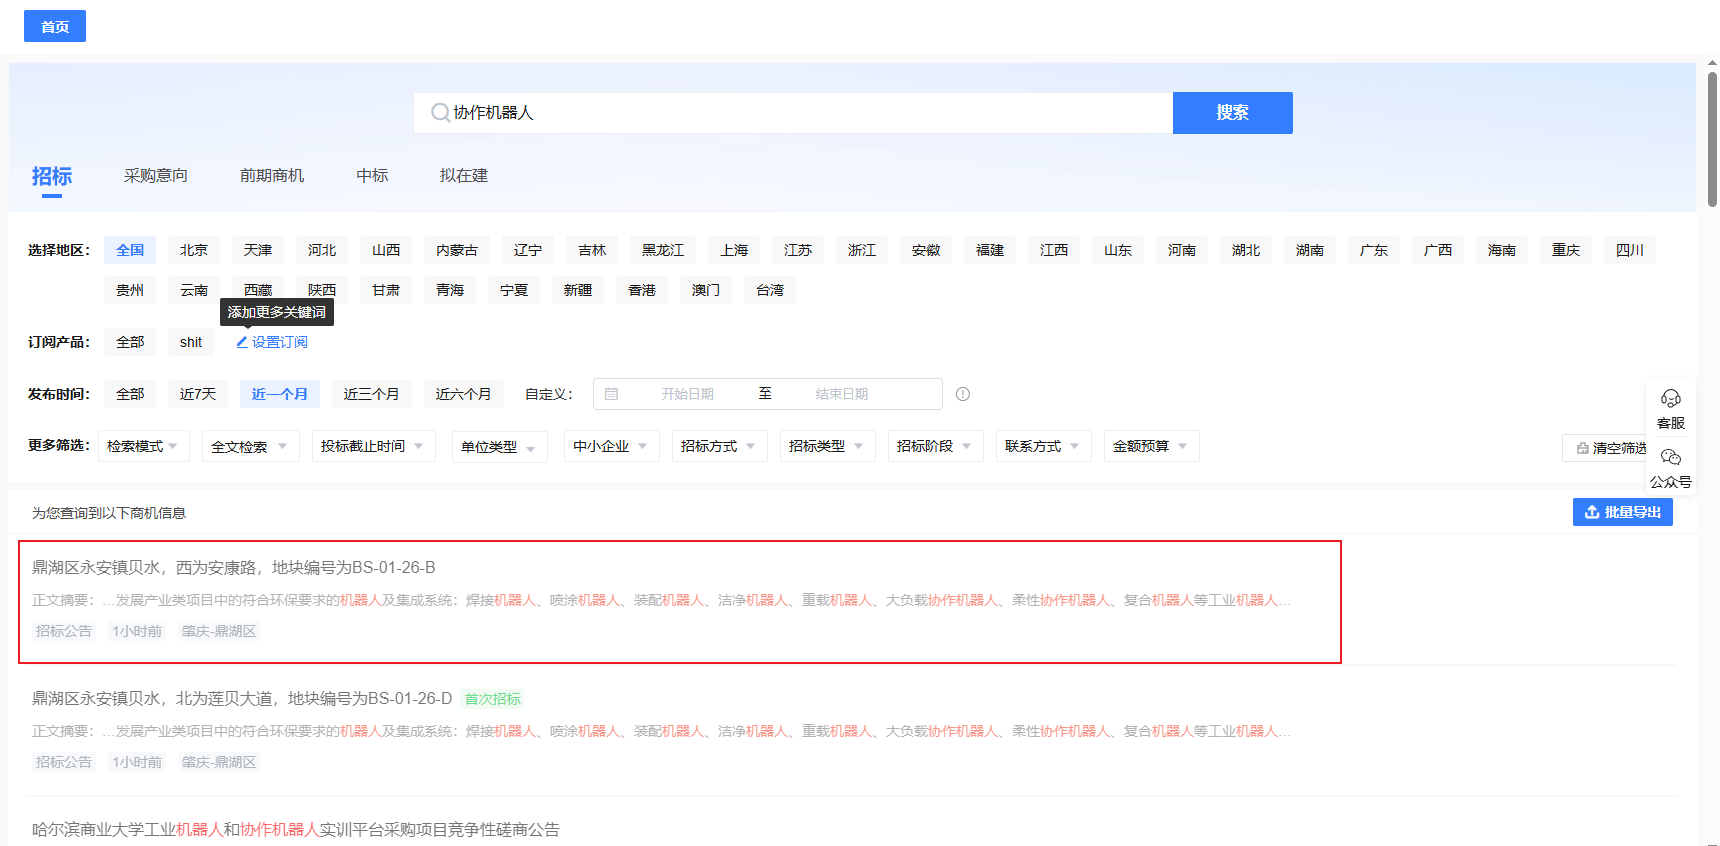 首页
协作机器人
搜索
招标 采购意向 前期商机 中标 拟在建
选择地区： 全国 北京 天津 河北 山西 内蒙古 辽宁 吉林 黑龙江 上海 江苏 浙江 安徽 福建 江西 山东 河南 湖北 湖南 广东 广西 海南 重庆 四川
贵州 云南 西藏 陕西 甘肃 青海 宁夏 新疆 香港 澳门 台湾
添加更多关键词
订阅产品： 全部 shit 设置订阅
发布时间： 全部 近7天 近一个月 近三个月 近六个月 自定义： 开始日期 至 结束日期
更多筛选： 检索模式 全文检索 投标截止时间 单位类型 中小企业 招标方式 招标类型 招标阶段 联系方式 金额预算 清空筛选
客服
公众号
为您查询到以下商机信息 批量导出
鼎湖区永安镇贝水，西为安康路，地块编号为BS-01-26-B
正文摘要：...发展产业类项目中的符合环保要求的机器人及集成系统：焊接机器人、喷涂机器人、装配机器人、洁净机器人、重载机器人、大负载协作机器人、柔性协作机器人、复合机器人等工业机器人...
招标公告 1小时前 肇庆-鼎湖区
鼎湖区永安镇贝水，北为莲贝大道，地块编号为BS-01-26-D 首次招标
正文摘要：...发展产业类项目中的符合环保要求的机器人及集成系统：焊接机器人、喷涂机器人、装配机器人、洁净机器人、重载机器人、大负载协作机器人、柔性协作机器人、复合机器人等工业机器人...
招标公告 1小时前 肇庆-鼎湖区
哈尔滨商业大学工业机器人和协作机器人实训平台采购项目竞争性磋商公告